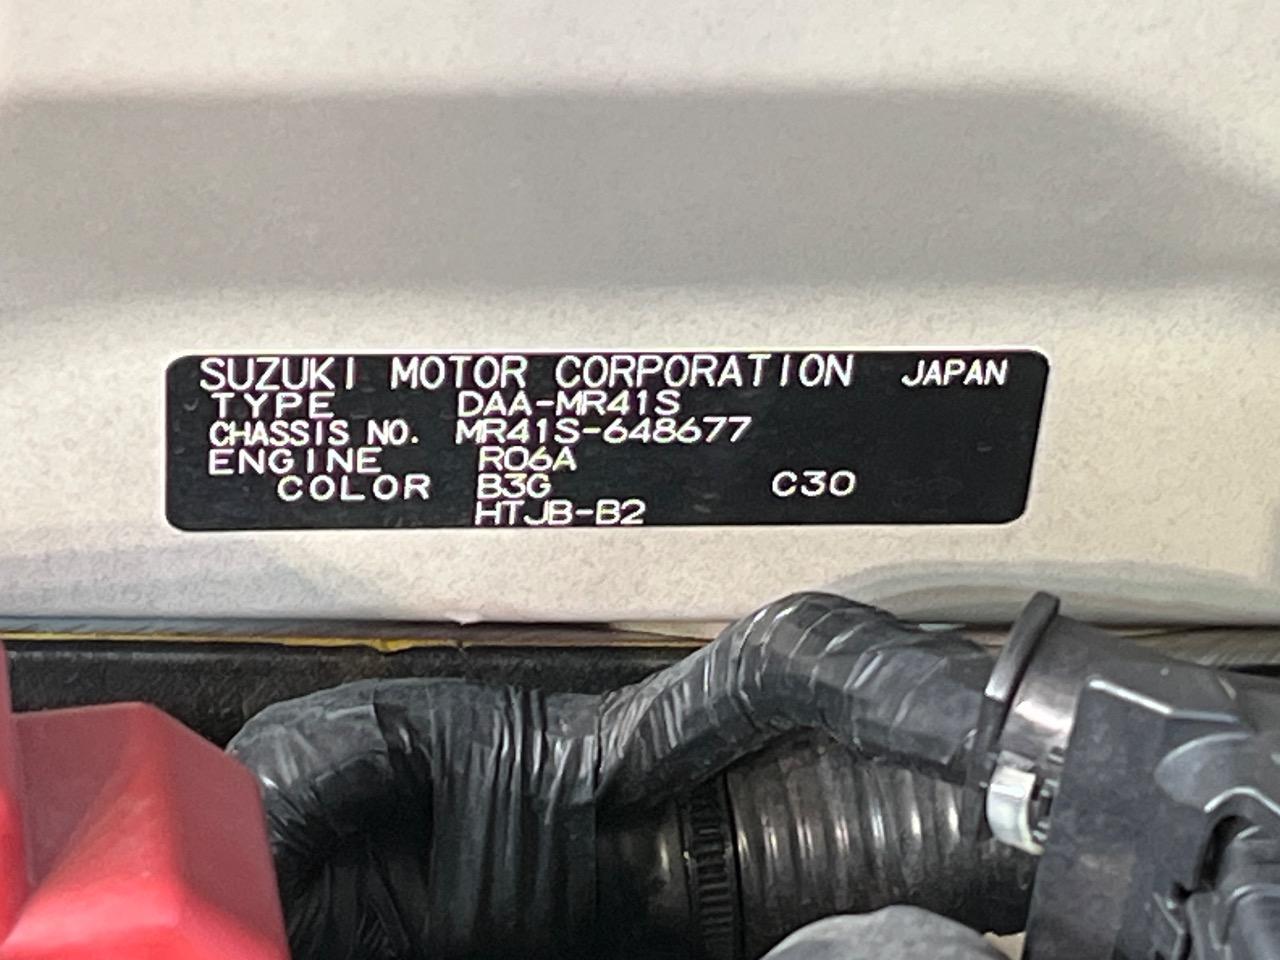 SUZUKI MOTOR CORPORATION JAPAN
TYPE DAA-MR41S
CHASSIS NO. MR41S-648677
ENGINE R06A
COLOR B3G C30
HTJB-B2